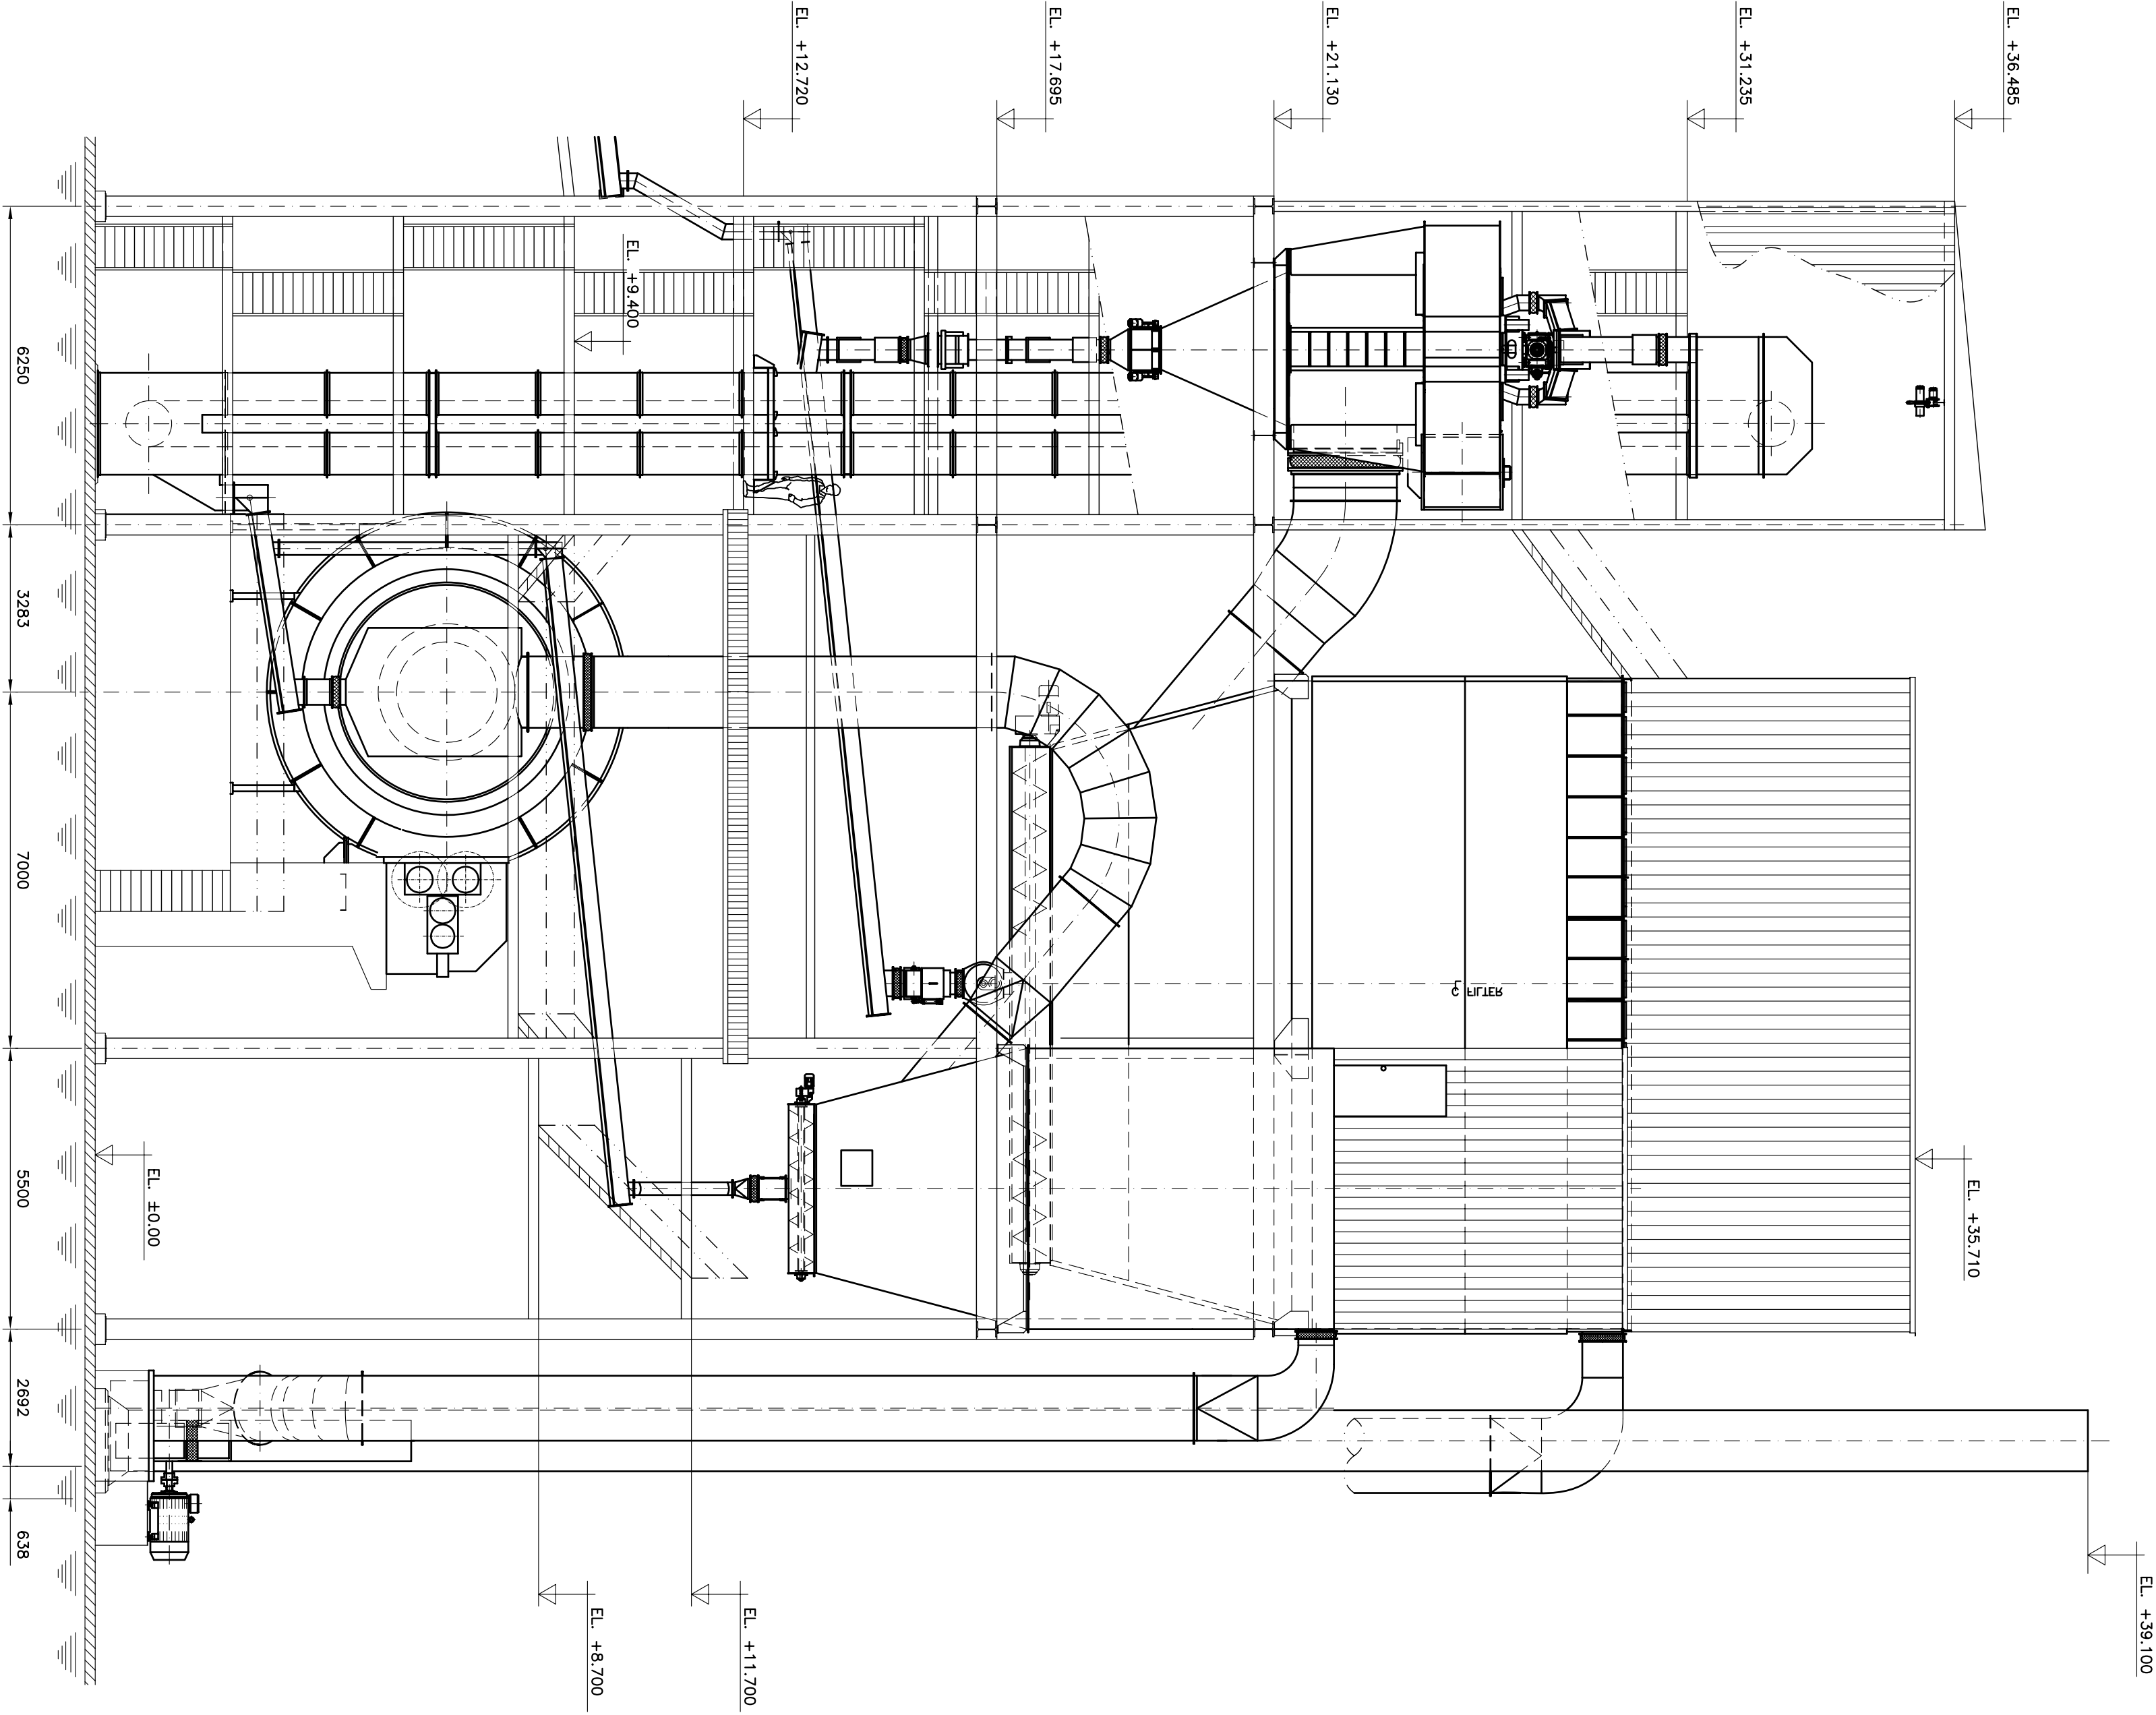 EL. +36.485
EL. +31.235
EL. +21.130
EL. +17.695
EL. +12.720
EL. +9.400
C FILTER
L
EL. +35.710
EL. ±0.00
EL. +39.100
EL. +11.700
EL. +8.700
6250
3283
7000
5500
2692
638